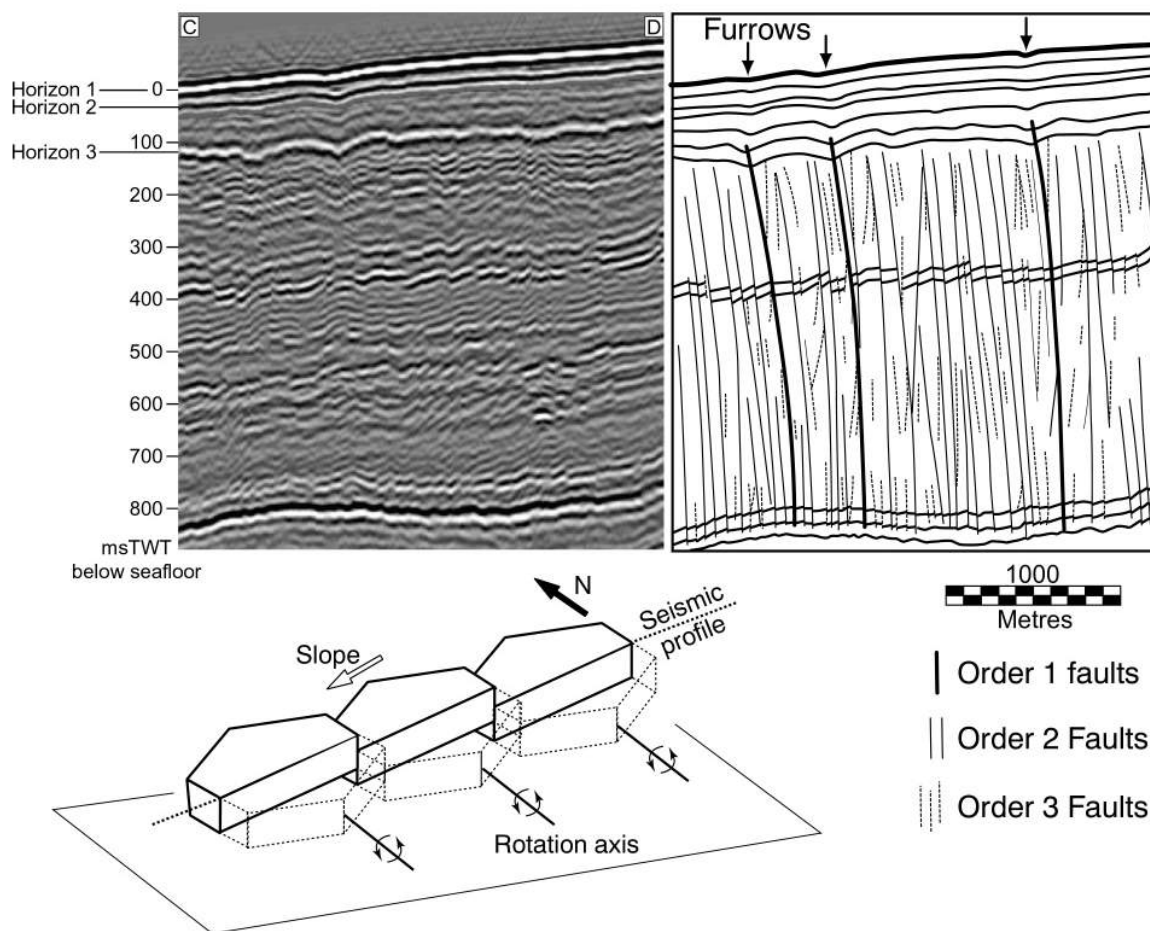 C
D
Furrows
Horizon 1
0
Horizon 2
100
Horizon 3
200
300
400
500
600
700
800
msTWT
below seafloor
1000
Metres
N
Seismic
profile
Slope
Order 1 faults
Order 2 Faults
Order 3 Faults
Rotation axis